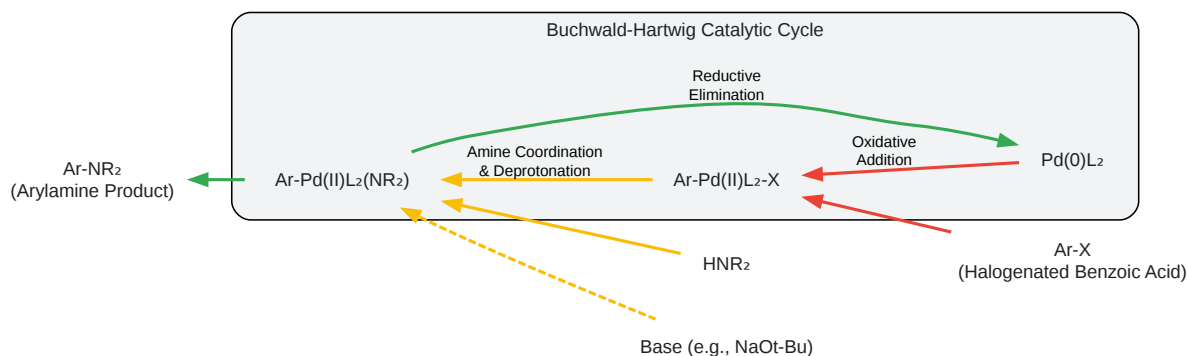 Buchwald-Hartwig Catalytic Cycle
Reductive
Elimination
Oxidative
Addition
Amine Coordination
& Deprotonation
Ar-NR₂
(Arylamine Product)
Ar-Pd(II)L₂(NR₂)
Ar-Pd(II)L₂-X
Pd(0)L₂
HNR₂
Ar-X
(Halogenated Benzoic Acid)
Base (e.g., NaOt-Bu)